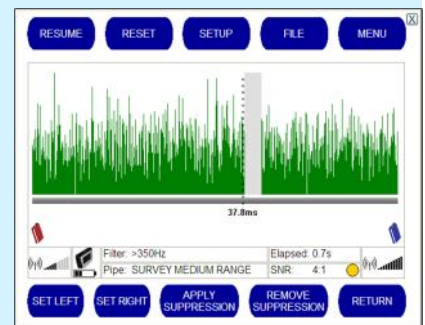 RESUME RESET SETUP FILE MENU
X
37.8ms
Filter: >350Hz Elapsed: 0.7s
Pipe: SURVEY MEDIUM RANGE SNR: 4:1
SET LEFT SET RIGHT APPLY SUPPRESSION REMOVE SUPPRESSION RETURN